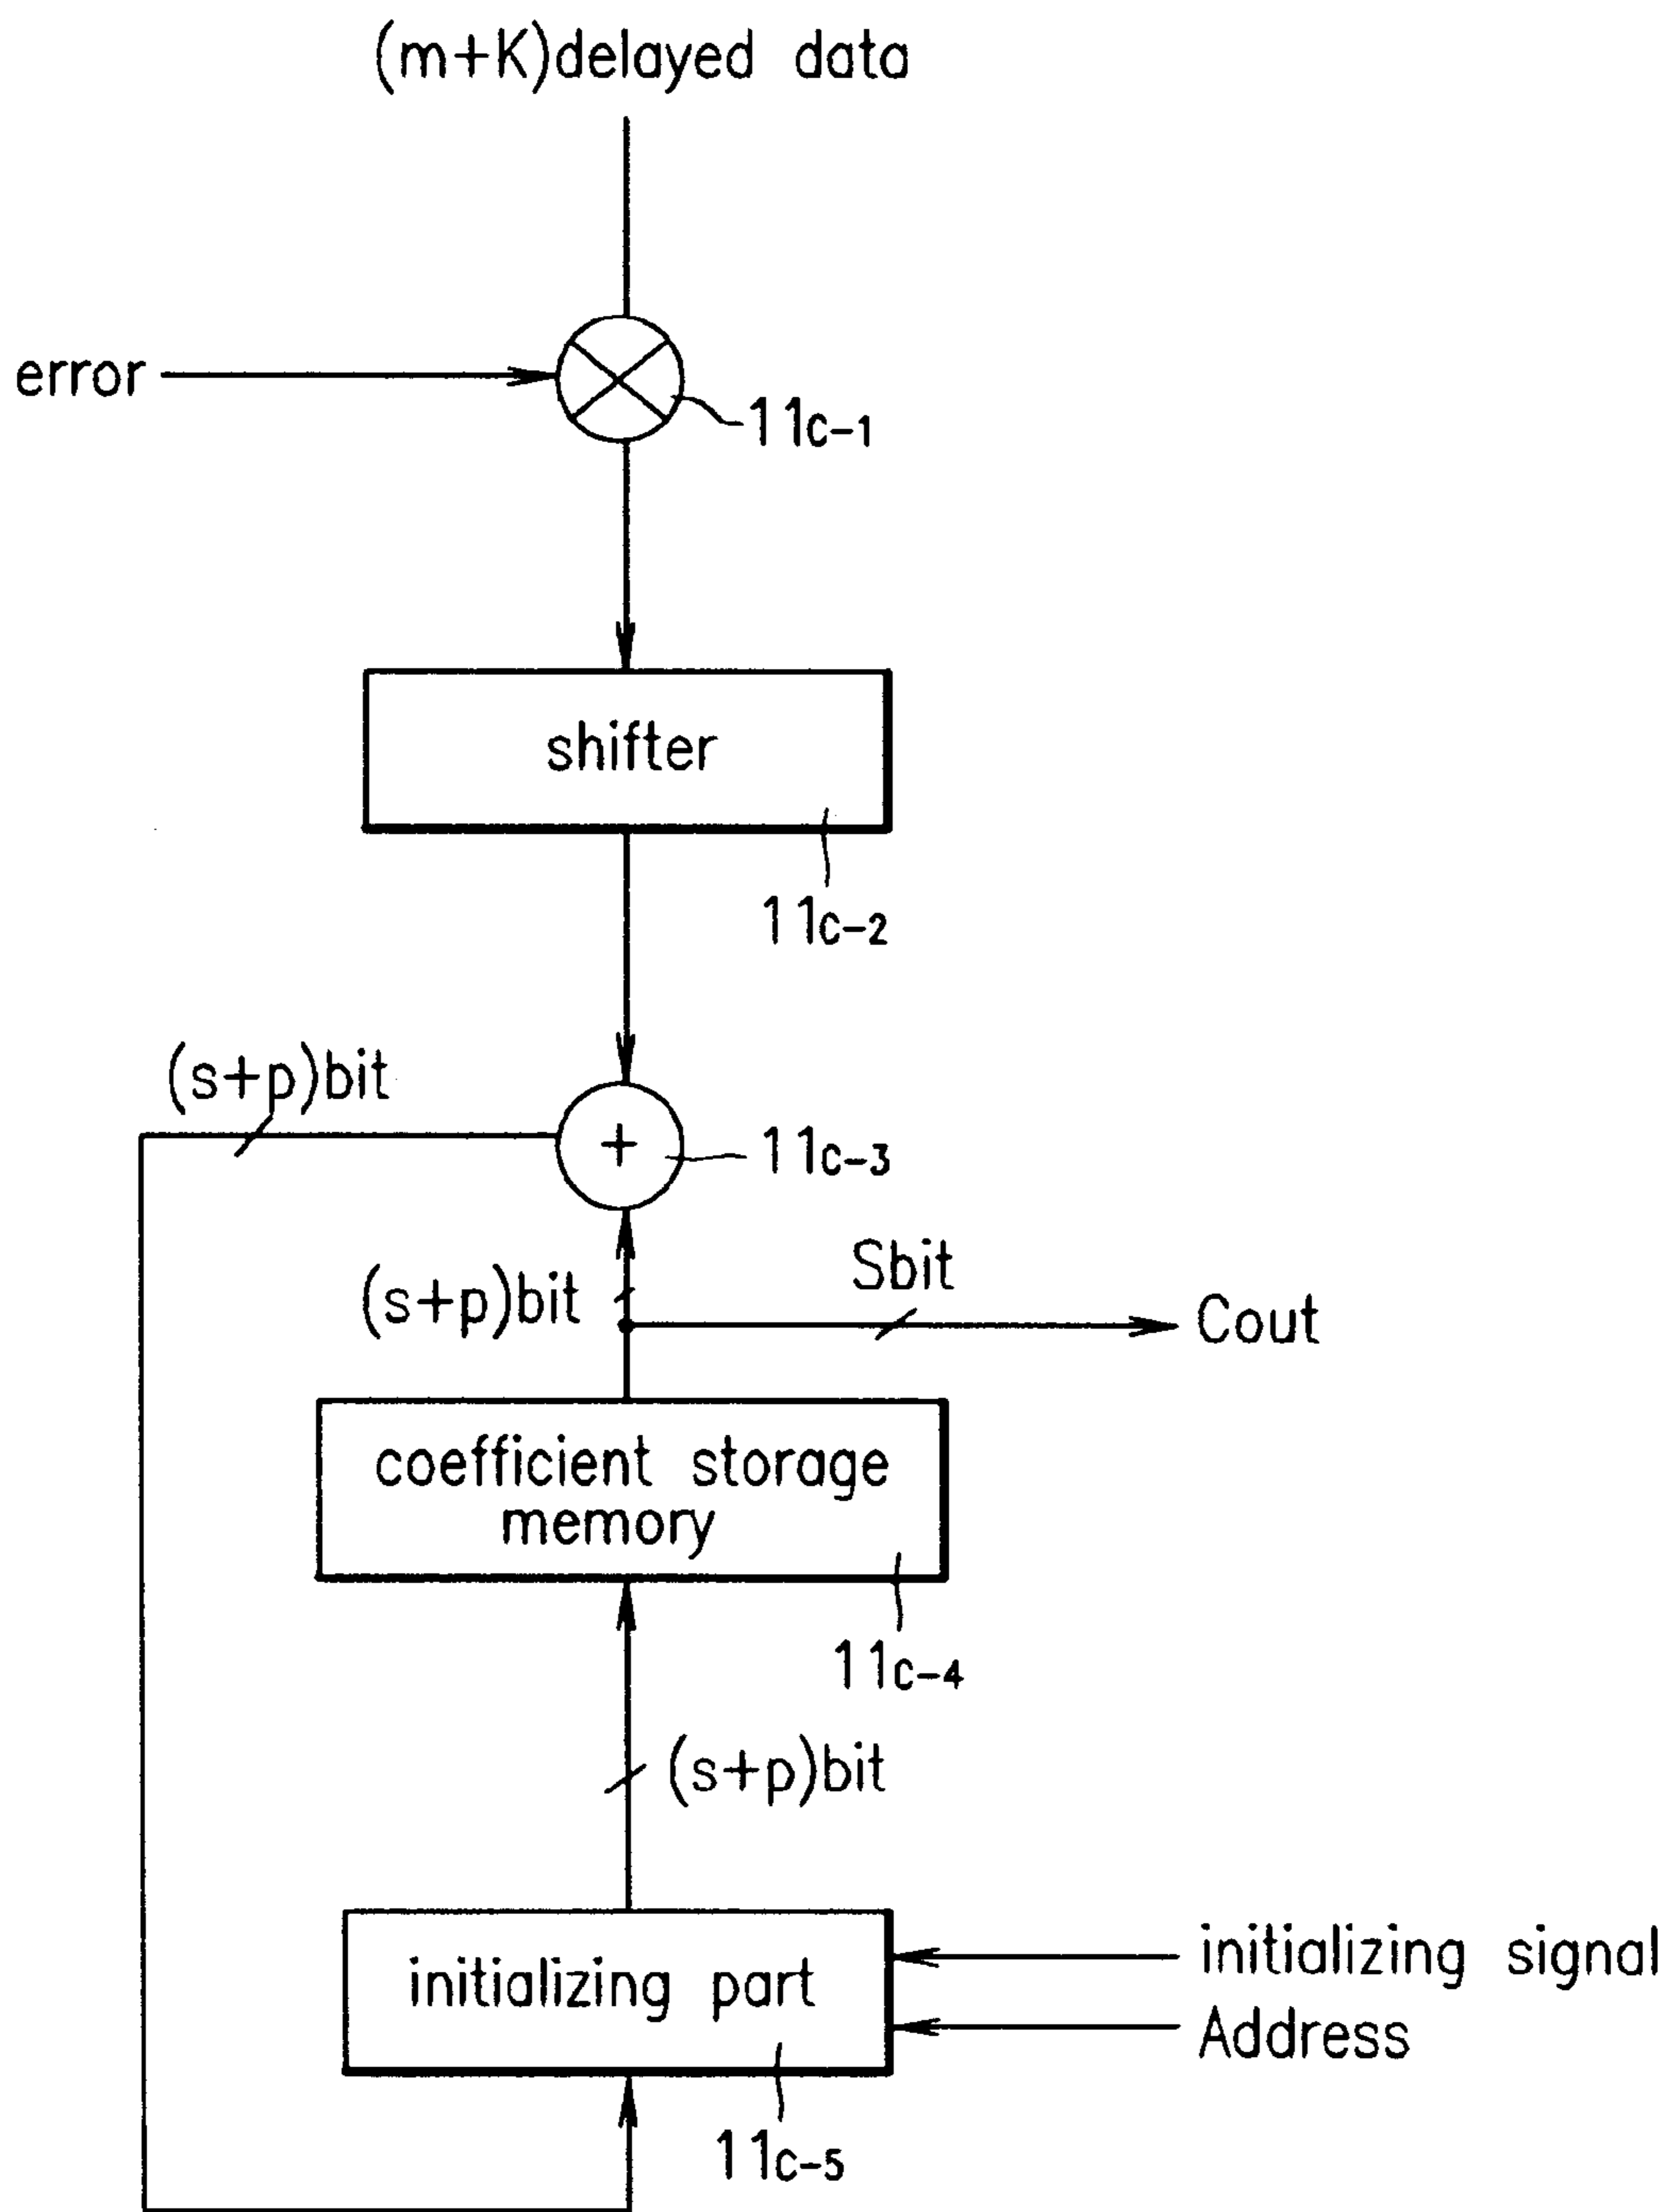 (m+K)delayed data
error
11c-1
shifter
11c-2
(s+p)bit
11c-3
(s+p)bit
Sbit
Cout
coefficient storage
memory
11c-4
(s+p)bit
initializing part
initializing signal
Address
11c-5